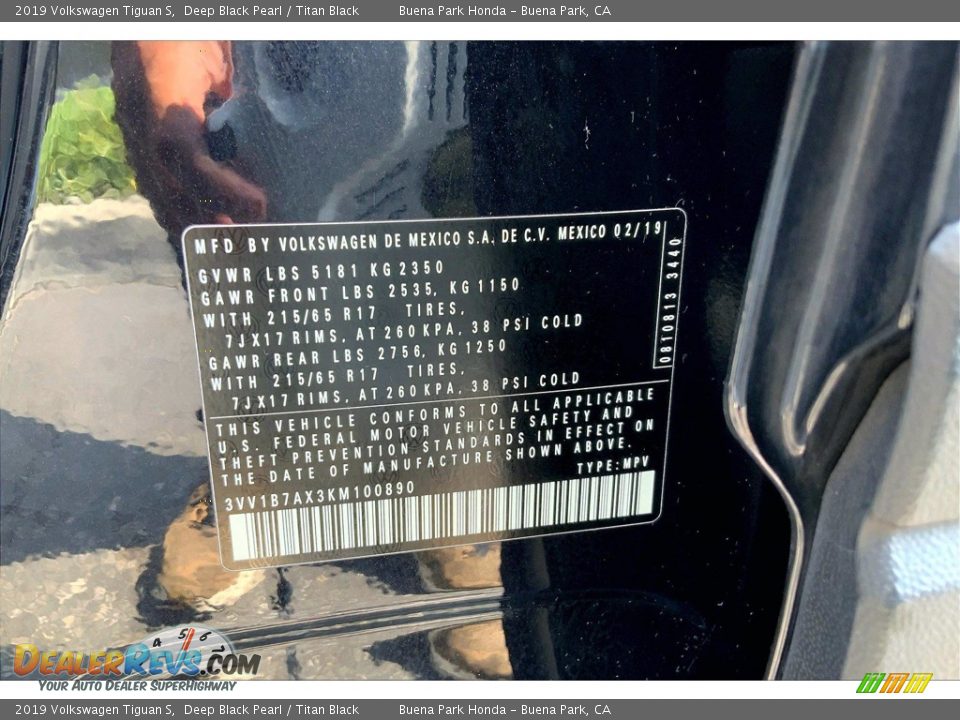 2019 Volkswagen Tiguan S, Deep Black Pearl / Titan Black Buena Park Honda – Buena Park, CA
MFD BY VOLKSWAGEN DE MEXICO S.A. DE C.V. MEXICO 02/19
GVWR LBS 5181 KG 2350
GAWR FRONT LBS 2535, KG 1150
WITH 215/65 R17 TIRES,
7JX17 RIMS, AT 260 KPA, 38 PSI COLD
GAWR REAR LBS 2756, KG 1250
WITH 215/65 R17 TIRES,
7JX17 RIMS, AT 260 KPA, 38 PSI COLD
0810813 3440
THIS VEHICLE CONFORMS TO ALL APPLICABLE
U.S. FEDERAL MOTOR VEHICLE SAFETY AND
THEFT PREVENTION STANDARDS IN EFFECT ON
THE DATE OF MANUFACTURE SHOWN ABOVE.
3VV1B7AX3KM100890 TYPE:MPV
4 5 6 7
DEALERREVS.COM
YOUR AUTO DEALER SUPERHIGHWAY
2019 Volkswagen Tiguan S, Deep Black Pearl / Titan Black Buena Park Honda – Buena Park, CA